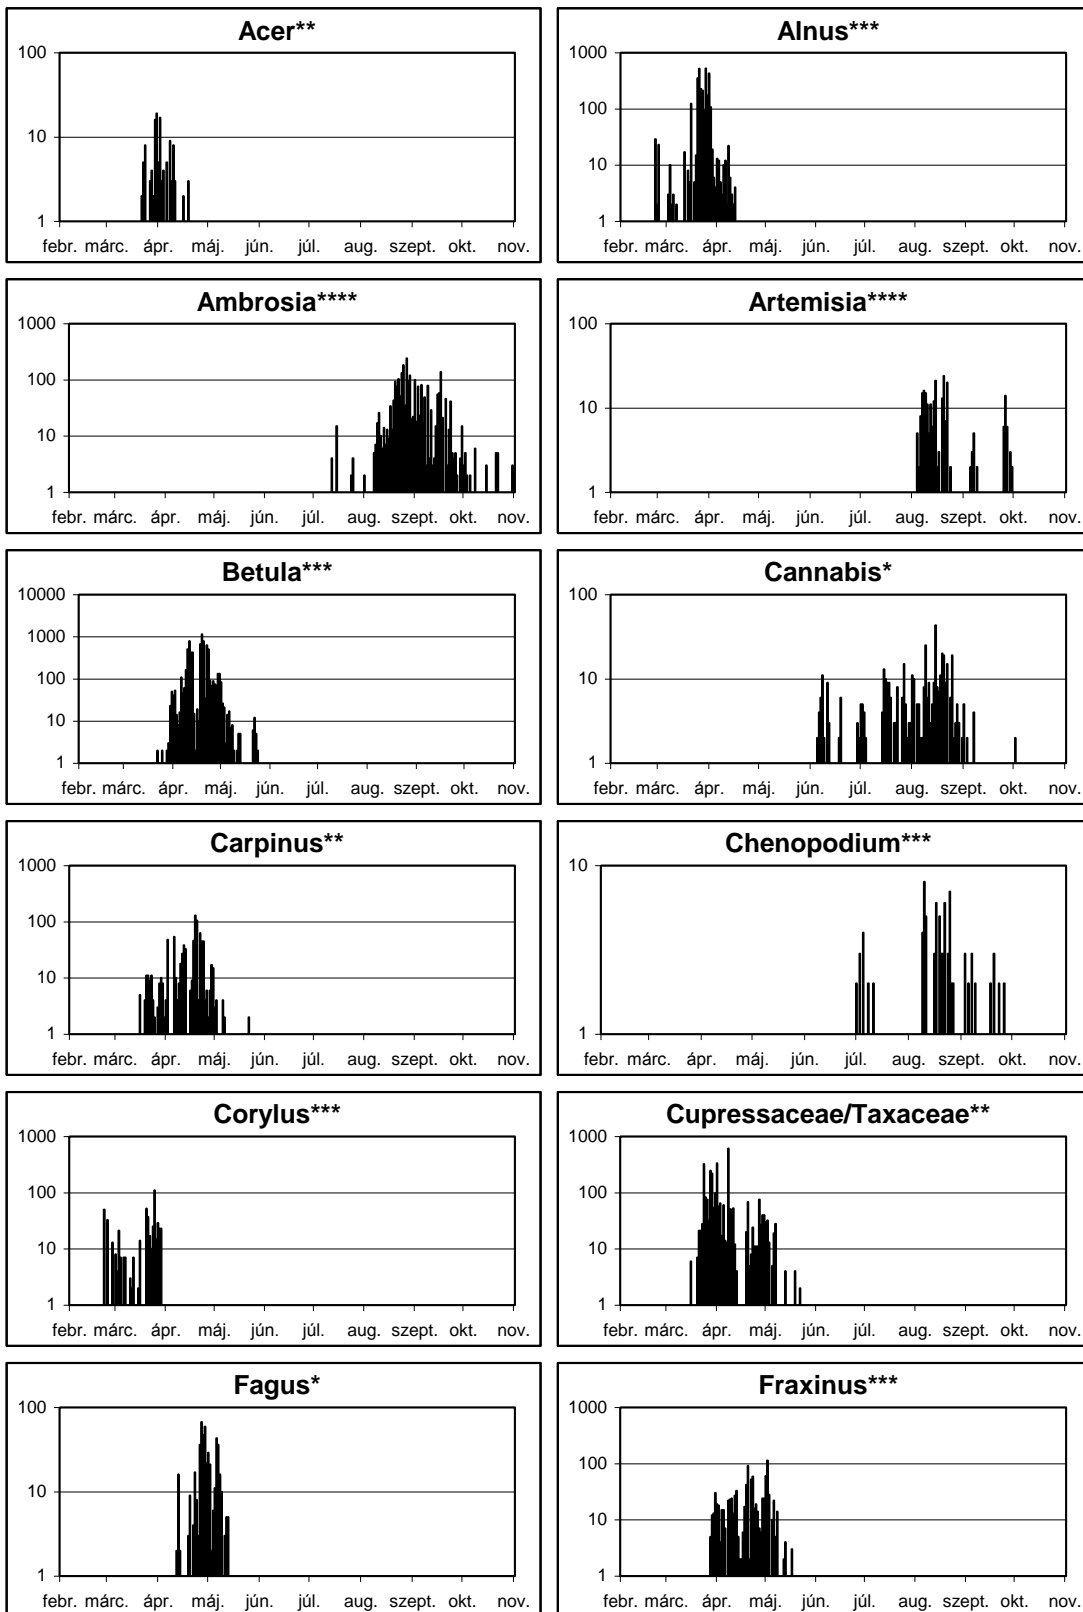 Acer**
100
10
1
febr. márc. ápr. máj. jún. júl. aug. szept. okt. nov.
Alnus***
1000
100
10
1
febr. márc. ápr. máj. jún. júl. aug. szept. okt. nov.
Ambrosia****
1000
100
10
1
febr. márc. ápr. máj. jún. júl. aug. szept. okt. nov.
Artemisia****
100
10
1
febr. márc. ápr. máj. jún. júl. aug. szept. okt. nov.
Betula***
10000
1000
100
10
1
febr. márc. ápr. máj. jún. júl. aug. szept. okt. nov.
Cannabis*
100
10
1
febr. márc. ápr. máj. jún. júl. aug. szept. okt. nov.
Carpinus**
1000
100
10
1
febr. márc. ápr. máj. jún. júl. aug. szept. okt. nov.
Chenopodium***
10
1
febr. márc. ápr. máj. jún. júl. aug. szept. okt. nov.
Corylus***
1000
100
10
1
febr. márc. ápr. máj. jún. júl. aug. szept. okt. nov.
Cupressaceae/Taxaceae**
1000
100
10
1
febr. márc. ápr. máj. jún. júl. aug. szept. okt. nov.
Fagus*
100
10
1
febr. márc. ápr. máj. jún. júl. aug. szept. okt. nov.
Fraxinus***
1000
100
10
1
febr. márc. ápr. máj. jún. júl. aug. szept. okt. nov.